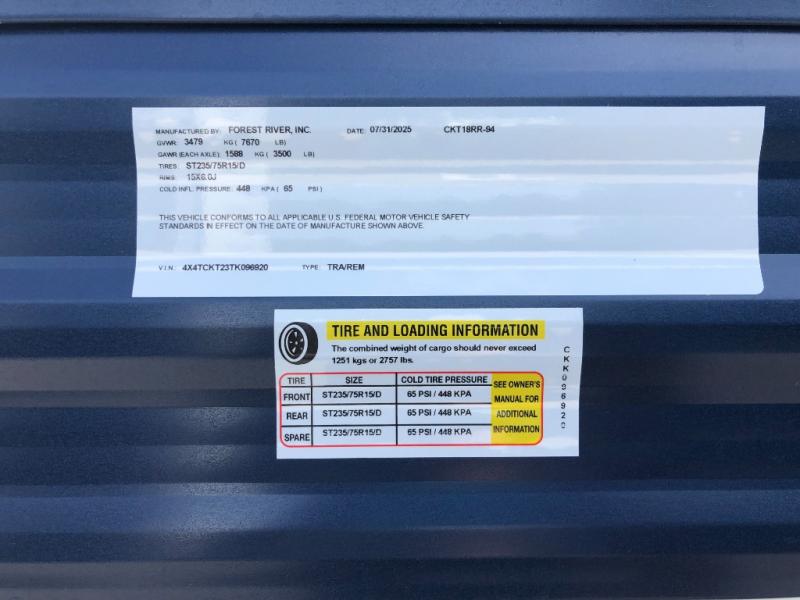 MANUFACTURED BY: FOREST RIVER, INC. DATE: 07/31/2025 CKT18RR-94
GVWR: 3479 KG ( 7670 LB)
GAWR (EACH AXLE): 1588 KG ( 3500 LB)
TIRES: ST235/75R15/D
RIMS: 15X6.0J
COLD INFL. PRESSURE: 448 KPA ( 65 PSI )
THIS VEHICLE CONFORMS TO ALL APPLICABLE U.S. FEDERAL MOTOR VEHICLE SAFETY
STANDARDS IN EFFECT ON THE DATE OF MANUFACTURE SHOWN ABOVE.
V.I.N.: 4X4TCKT23TK096920 TYPE: TRA/REM
TIRE AND LOADING INFORMATION
The combined weight of cargo should never exceed
1251 kgs or 2757 lbs.
TIRE SIZE COLD TIRE PRESSURE
FRONT ST235/75R15/D 65 PSI / 448 KPA
REAR ST235/75R15/D 65 PSI / 448 KPA
SPARE ST235/75R15/D 65 PSI / 448 KPA
SEE OWNER'S
MANUAL FOR
ADDITIONAL
INFORMATION
CKK096920